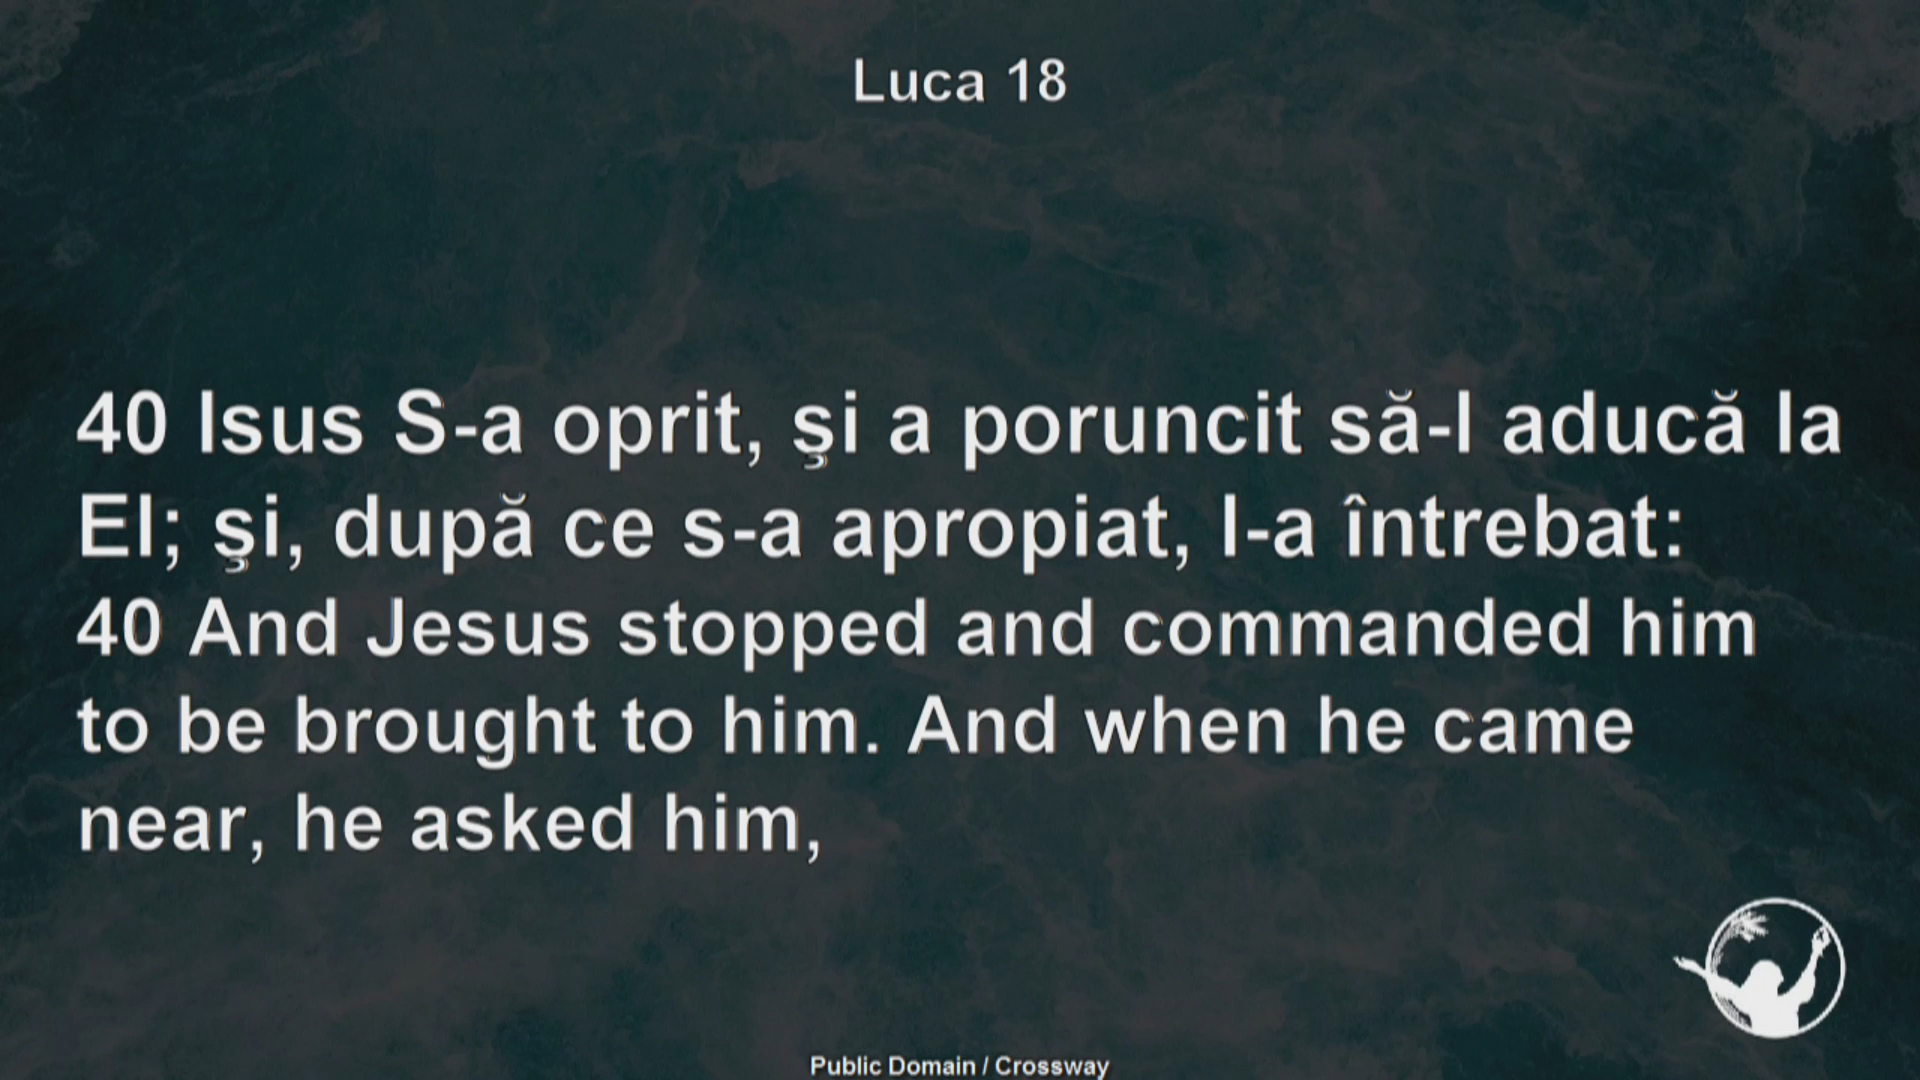 Luca 18
40 Isus S-a oprit, şi a poruncit să-l aducă la
El; şi, după ce s-a apropiat, l-a întrebat:
40 And Jesus stopped and commanded him
to be brought to him. And when he came
near, he asked him,
Public Domain / Crossway